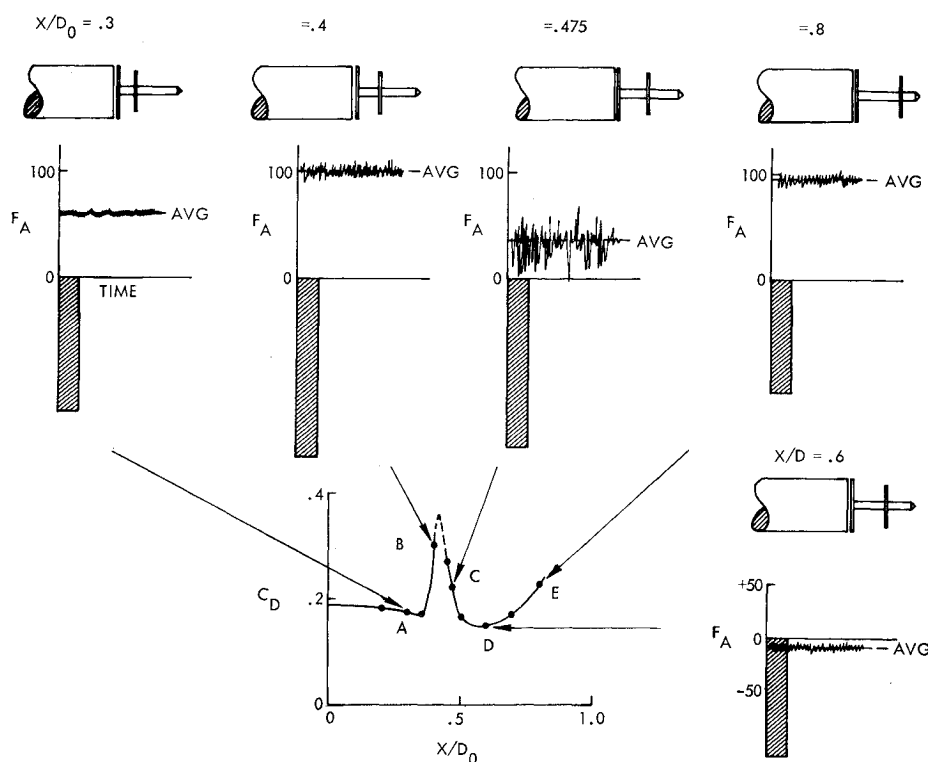 X/D0 = .3
=.4
=.475
=.8
100
FA
0
AVG
TIME
100
FA
0
AVG
100
FA
0
AVG
100
FA
0
AVG
X/D = .6
+50
FA
0
-50
AVG
.4
CD
.2
0
A
B
C
D
E
0
.5
1.0
X/D0